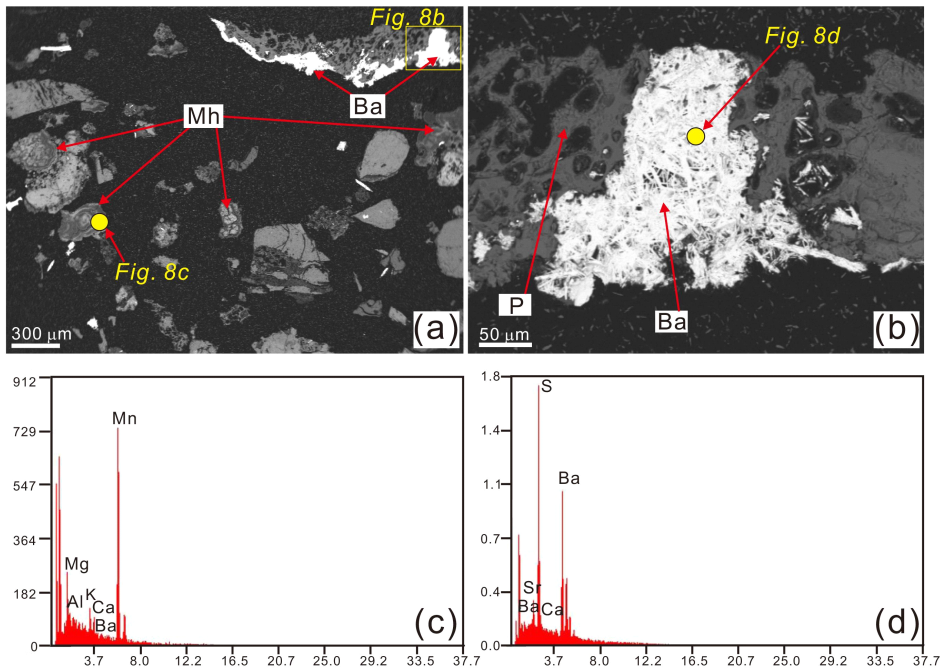 Fig. 8b
Ba
Mh
Fig. 8c
300 μm
(a)
Fig. 8d
P
Ba
50 μm
(b)
912
729
547
364
182
0
Mn
Mg
Al
K
Ca
Ba
(c)
3.7 8.0 12.2 16.5 20.7 25.0 29.2 33.5 37.7
1.8
1.4
1.1
0.7
0.4
0.0
S
Ba
Sr
Ba
Ca
(d)
3.7 8.0 12.2 16.5 20.7 25.0 29.2 33.5 37.7